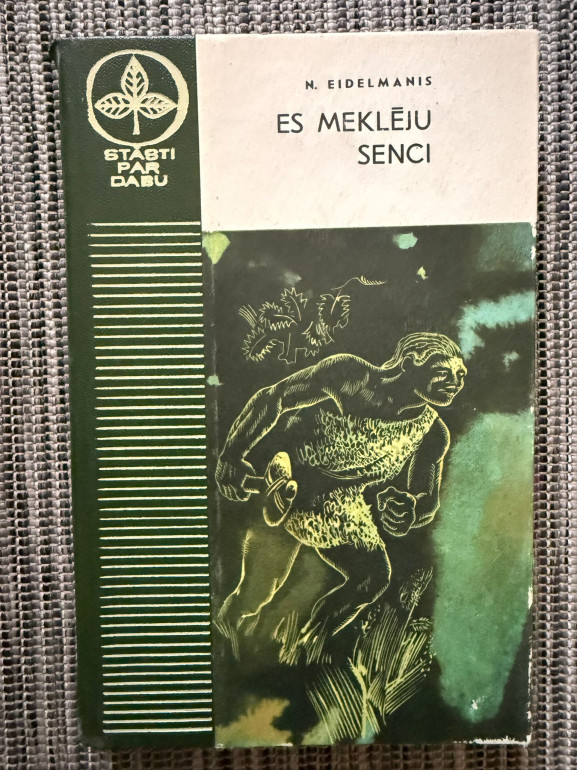 STĀSTI
PAR
DABU
N. EIDELMANIS
ES MEKLĒJU
SENCI